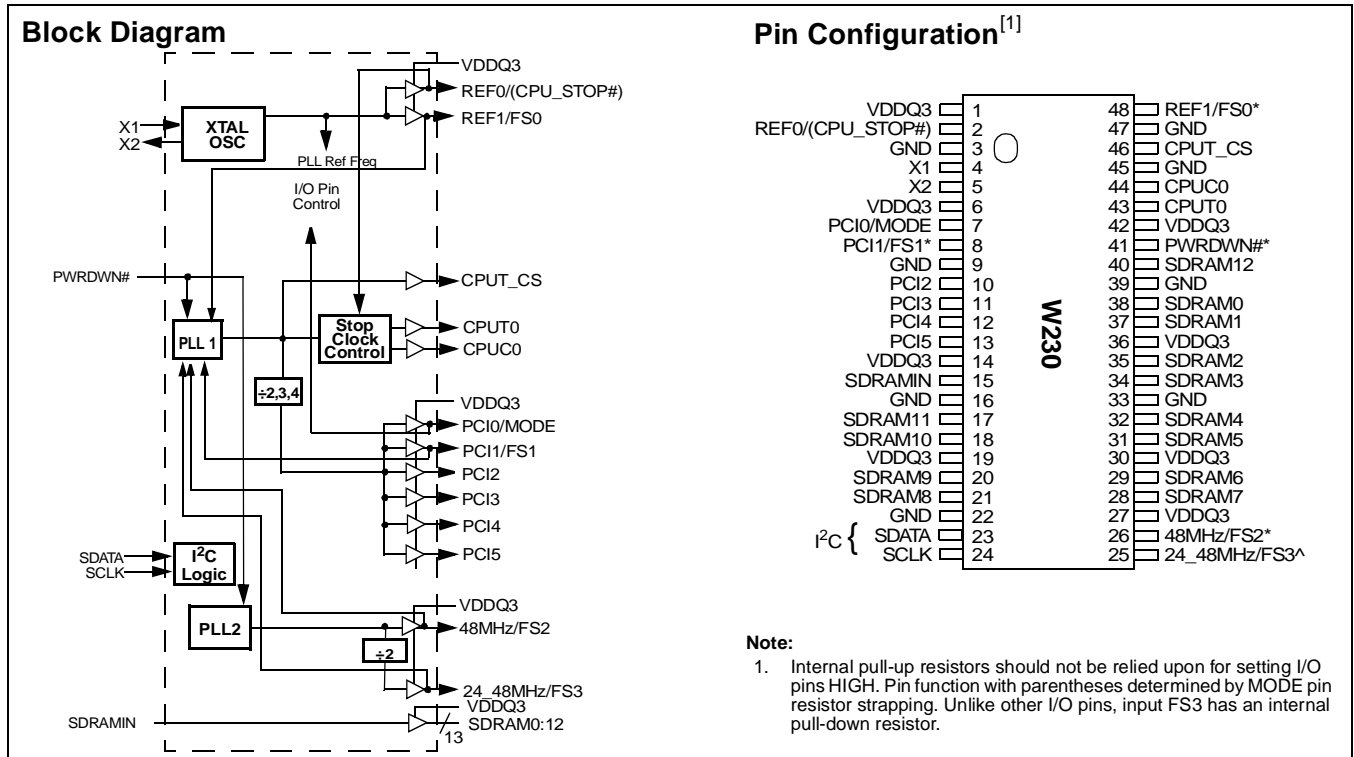 Block Diagram
VDDQ3
REF0/(CPU_STOP#)
REF1/FS0
X1
X2
XTAL
OSC
PLL Ref Freq
I/O Pin
Control
PWRDWN#
CPUT_CS
PLL 1
Stop
Clock
Control
CPUT0
CPUC0
÷2,3,4
VDDQ3
PCI0/MODE
PCI1/FS1
PCI2
PCI3
PCI4
PCI5
SDATA
SCLK
I²C
Logic
VDDQ3
PLL2
48MHz/FS2
÷2
24_48MHz/FS3
VDDQ3
SDRAMIN
SDRAM0:12
13
Pin Configuration[1]
VDDQ3 1 48 REF1/FS0*
REF0/(CPU_STOP#) 2 47 GND
GND 3 46 CPUT_CS
X1 4 45 GND
X2 5 44 CPUC0
VDDQ3 6 43 CPUT0
PCI0/MODE 7 42 VDDQ3
PCI1/FS1* 8 41 PWRDWN#*
GND 9 40 SDRAM12
PCI2 10 39 GND
PCI3 11 38 SDRAM0
PCI4 12 37 SDRAM1
PCI5 13 36 VDDQ3
VDDQ3 14 35 SDRAM2
SDRAMIN 15 34 SDRAM3
GND 16 33 GND
SDRAM11 17 32 SDRAM4
SDRAM10 18 31 SDRAM5
VDDQ3 19 30 VDDQ3
SDRAM9 20 29 SDRAM6
SDRAM8 21 28 SDRAM7
GND 22 27 VDDQ3
I²C { SDATA 23 26 48MHz/FS2*
SCLK 24 25 24_48MHz/FS3^
W230
Note:
1. Internal pull-up resistors should not be relied upon for setting I/O
pins HIGH. Pin function with parentheses determined by MODE pin
resistor strapping. Unlike other I/O pins, input FS3 has an internal
pull-down resistor.